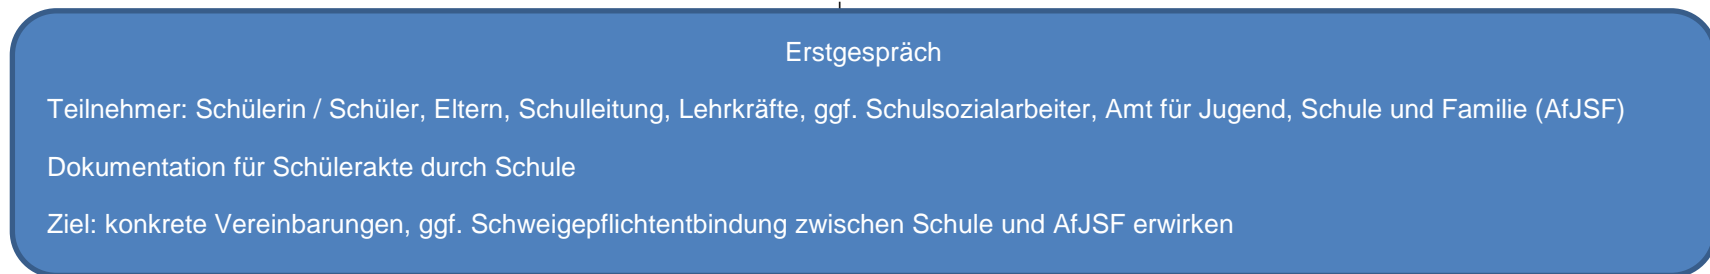 Erstgespräch
Teilnehmer: Schülerin / Schüler, Eltern, Schulleitung, Lehrkräfte, ggf. Schulsozialarbeiter, Amt für Jugend, Schule und Familie (AfJSF)
Dokumentation für Schülerakte durch Schule
Ziel: konkrete Vereinbarungen, ggf. Schweigepflichtentbindung zwischen Schule und AfJSF erwirken